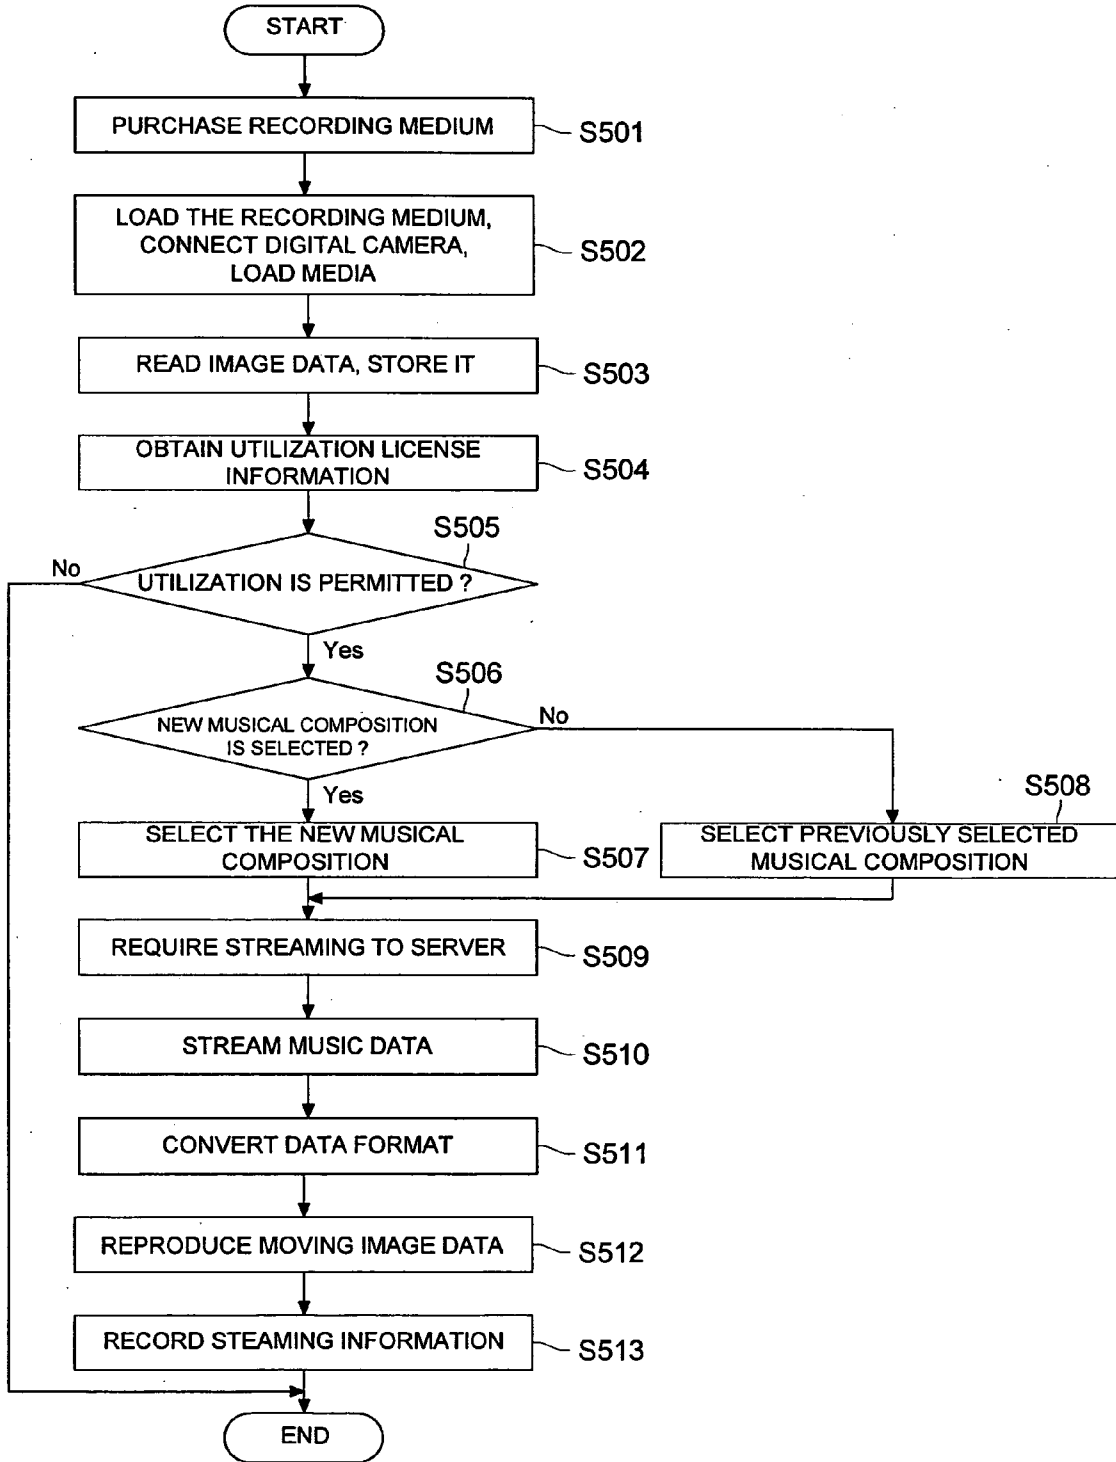 START
PURCHASE RECORDING MEDIUM
S501
LOAD THE RECORDING MEDIUM,
CONNECT DIGITAL CAMERA,
LOAD MEDIA
S502
READ IMAGE DATA, STORE IT
S503
OBTAIN UTILIZATION LICENSE
INFORMATION
S504
S505
No
UTILIZATION IS PERMITTED ?
Yes
S506
NEW MUSICAL COMPOSITION
IS SELECTED ?
No
Yes
S508
SELECT THE NEW MUSICAL
COMPOSITION
S507
SELECT PREVIOUSLY SELECTED
MUSICAL COMPOSITION
REQUIRE STREAMING TO SERVER
S509
STREAM MUSIC DATA
S510
CONVERT DATA FORMAT
S511
REPRODUCE MOVING IMAGE DATA
S512
RECORD STEAMING INFORMATION
S513
END